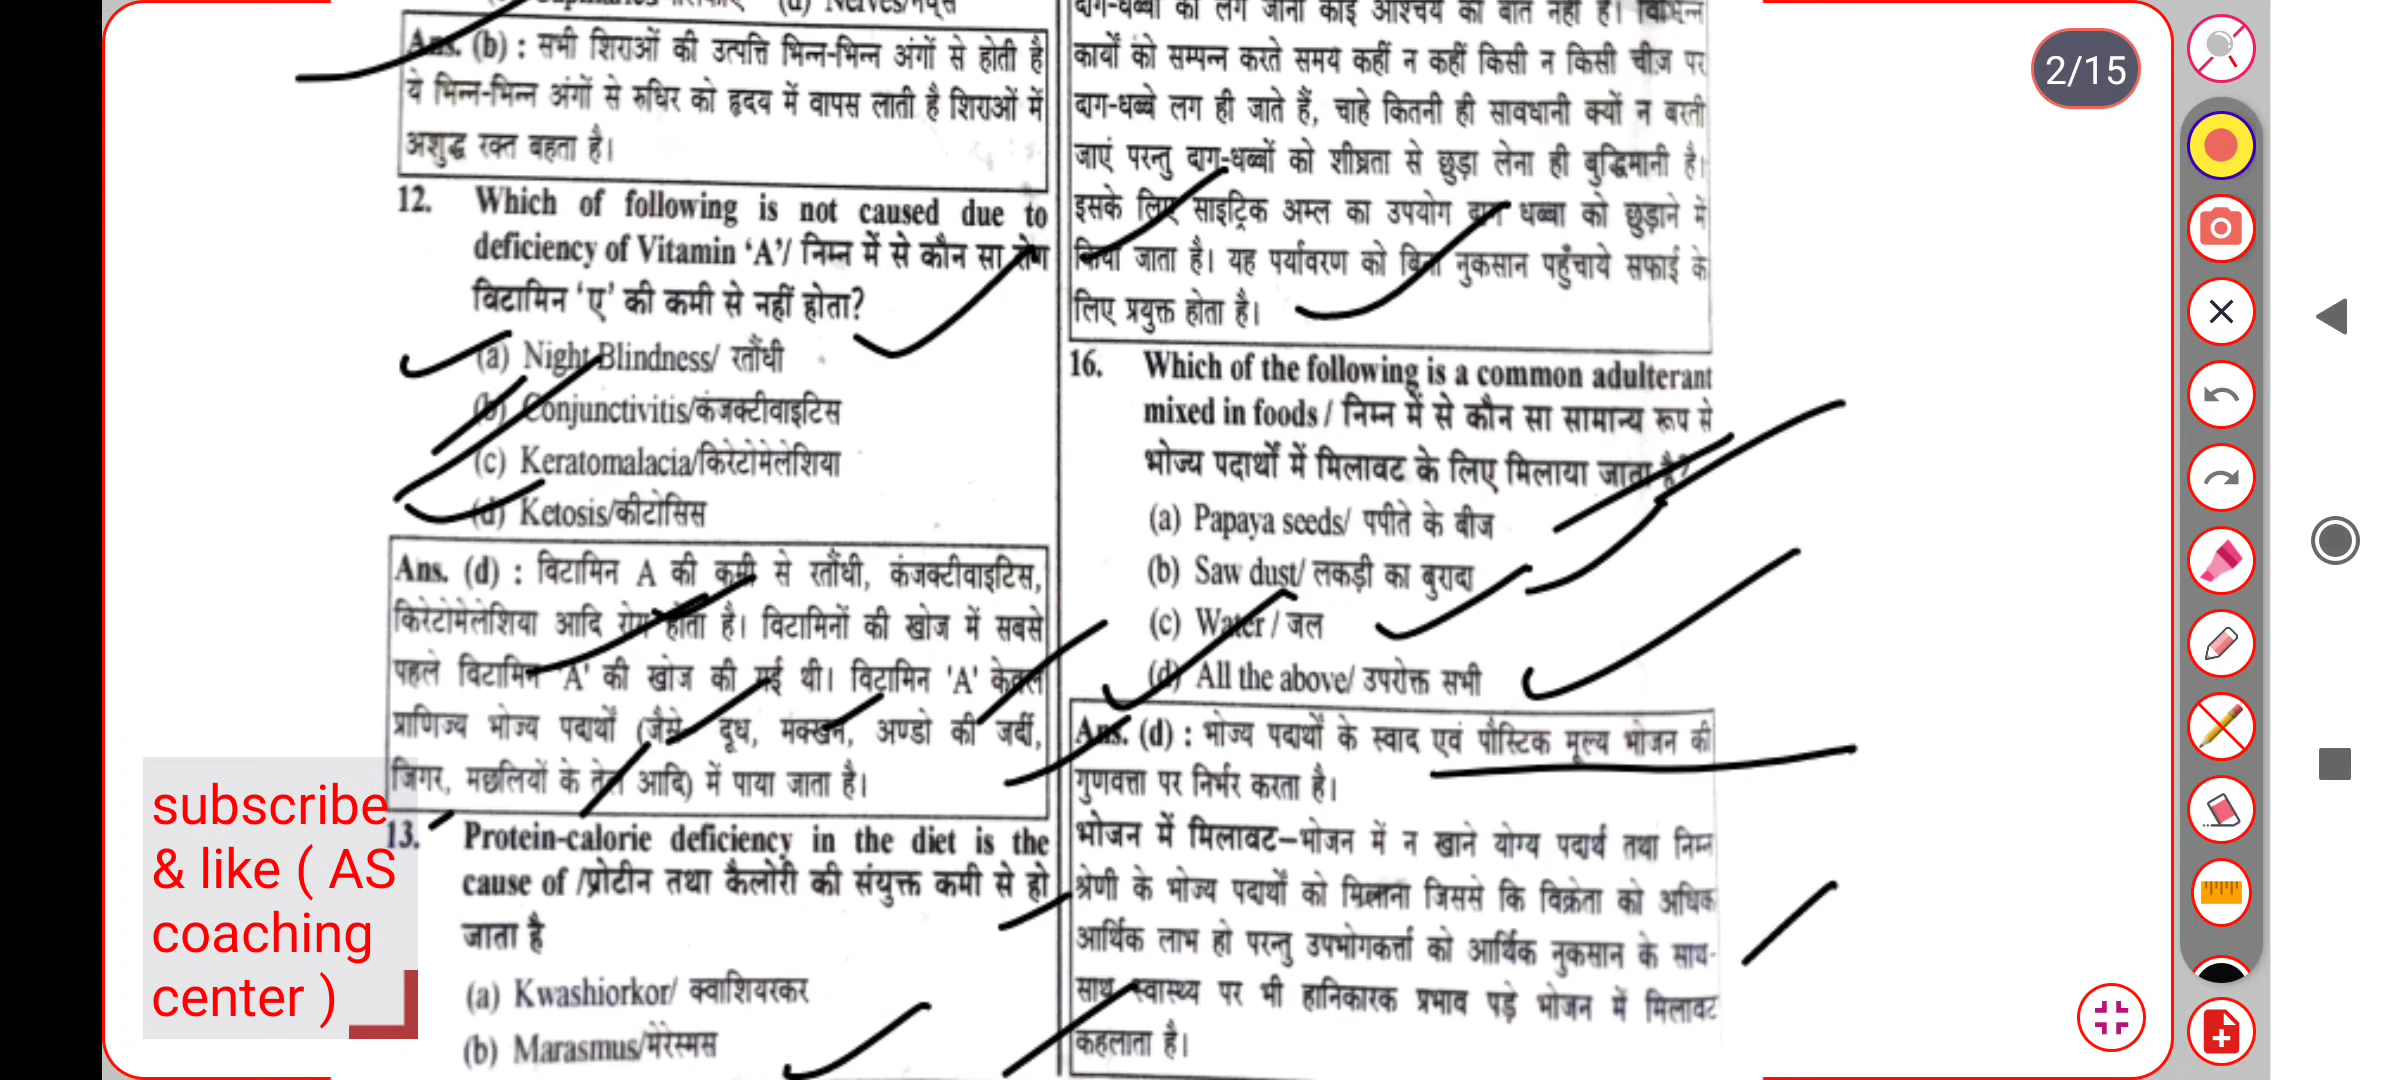 (d) Nerves/नर्व्स
Ans. (b) : सभी शिराओं की उत्पत्ति भिन्न-भिन्न अंगों से होती है
ये भिन्न-भिन्न अंगों से रुधिर को हृदय में वापस लाती है शिराओं में
अशुद्ध रक्त बहता है।
12. Which of following is not caused due to
deficiency of Vitamin ‘A’/ निम्न में से कौन सा रोग
विटामिन ‘ए’ की कमी से नहीं होता?
(a) Night Blindness/ रतौंधी
(b) Conjunctivitis/कंजक्टीवाइटिस
(c) Keratomalacia/किरेटोमेलेशिया
(d) Ketosis/कीटोसिस
Ans. (d) : विटामिन A की कमी से रतौंधी, कंजक्टीवाइटिस,
किरेटोमेलेशिया आदि रोग होता है। विटामिनों की खोज में सबसे
पहले विटामिन 'A' की खोज की गई थी। विटामिन 'A' केवल
प्राणिज्य भोज्य पदार्थों (जैसे दूध, मक्खन, अण्डो की जर्दी,
जिगर, मछलियों के तेल आदि) में पाया जाता है।
13. Protein-calorie deficiency in the diet is the
cause of /प्रोटीन तथा कैलोरी की संयुक्त कमी से हो
जाता है
(a) Kwashiorkor/ क्वाशियरकर
(b) Marasmus/मेरेस्मस
दाग-धब्बों का लग जाना कोई आश्चर्य की बात नहीं है। विभिन्न
कार्यों को सम्पन्न करते समय कहीं न कहीं किसी न किसी चीज़ पर
दाग-धब्बे लग ही जाते हैं, चाहे कितनी ही सावधानी क्यों न बरती
जाएं परन्तु दाग-धब्बों को शीघ्रता से छुड़ा लेना ही बुद्धिमानी है।
इसके लिए साइट्रिक अम्ल का उपयोग दाग धब्बा को छुड़ाने में
किया जाता है। यह पर्यावरण को बिना नुकसान पहुँचाये सफाई के
लिए प्रयुक्त होता है।
16. Which of the following is a common adulterant
mixed in foods / निम्न में से कौन सा सामान्य रूप से
भोज्य पदार्थों में मिलावट के लिए मिलाया जाता है?
(a) Papaya seeds/ पपीते के बीज
(b) Saw dust/ लकड़ी का बुरादा
(c) Water / जल
(d) All the above/ उपरोक्त सभी
Ans. (d) : भोज्य पदार्थों के स्वाद एवं पौस्टिक मूल्य भोजन की
गुणवत्ता पर निर्भर करता है।
भोजन में मिलावट–भोजन में न खाने योग्य पदार्थ तथा निम्न
श्रेणी के भोज्य पदार्थों को मिलाना जिससे कि विक्रेता को अधिक
आर्थिक लाभ हो परन्तु उपभोगकर्त्ता को आर्थिक नुकसान के साथ-
साथ स्वास्थ्य पर भी हानिकारक प्रभाव पड़े भोजन में मिलावट
कहलाता है।
2/15
subscribe
& like ( AS
coaching
center )